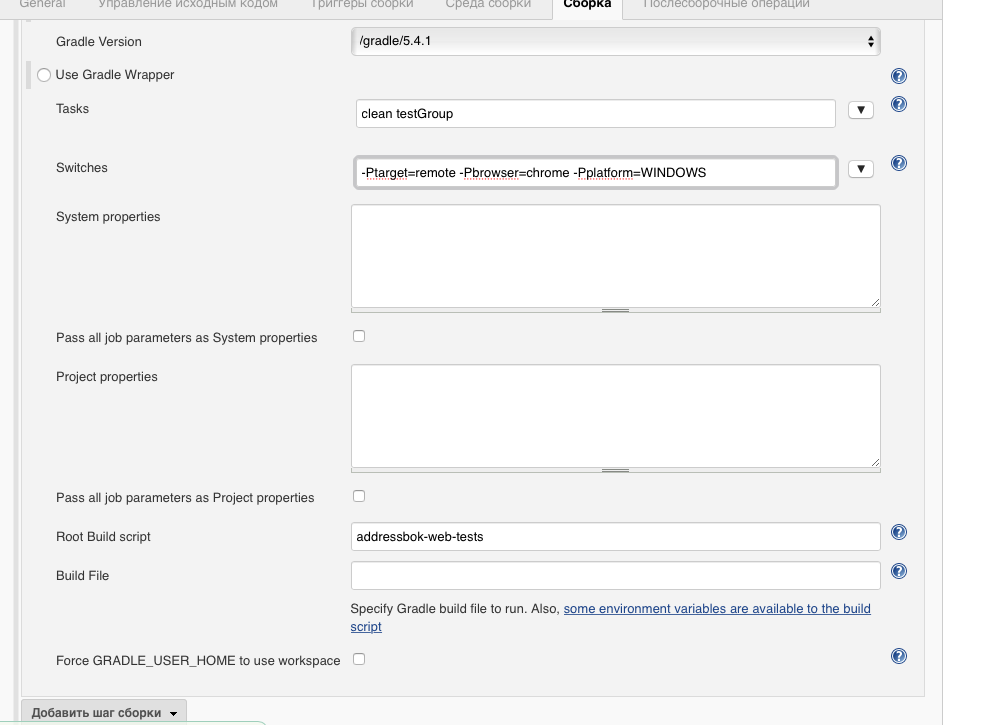 General Управление исходным кодом Триггеры сборки Среда сборки Сборка Послесборочные операции
Gradle Version /gradle/5.4.1
Use Gradle Wrapper
Tasks clean testGroup
Switches -Ptarget=remote -Pbrowser=chrome -Pplatform=WINDOWS
System properties
Pass all job parameters as System properties
Project properties
Pass all job parameters as Project properties
Root Build script addressbok-web-tests
Build File
Specify Gradle build file to run. Also, some environment variables are available to the build
script
Force GRADLE_USER_HOME to use workspace
Добавить шаг сборки